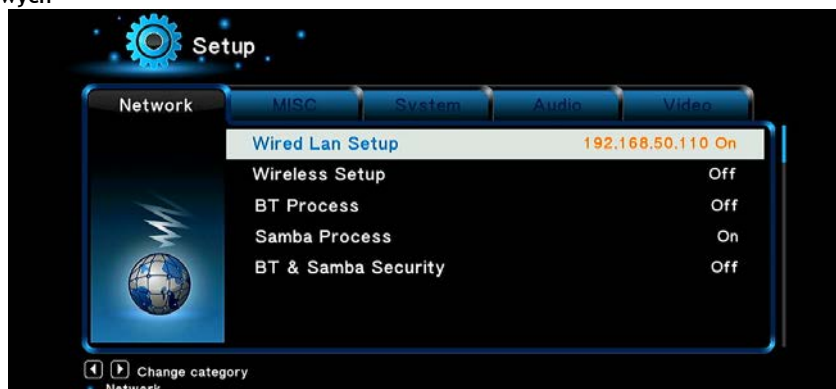 wych
Setup
Network MISC System Audio Video
Wired Lan Setup 192.168.50.110 On
Wireless Setup Off
BT Process Off
Samba Process On
BT & Samba Security Off
Change category
Network